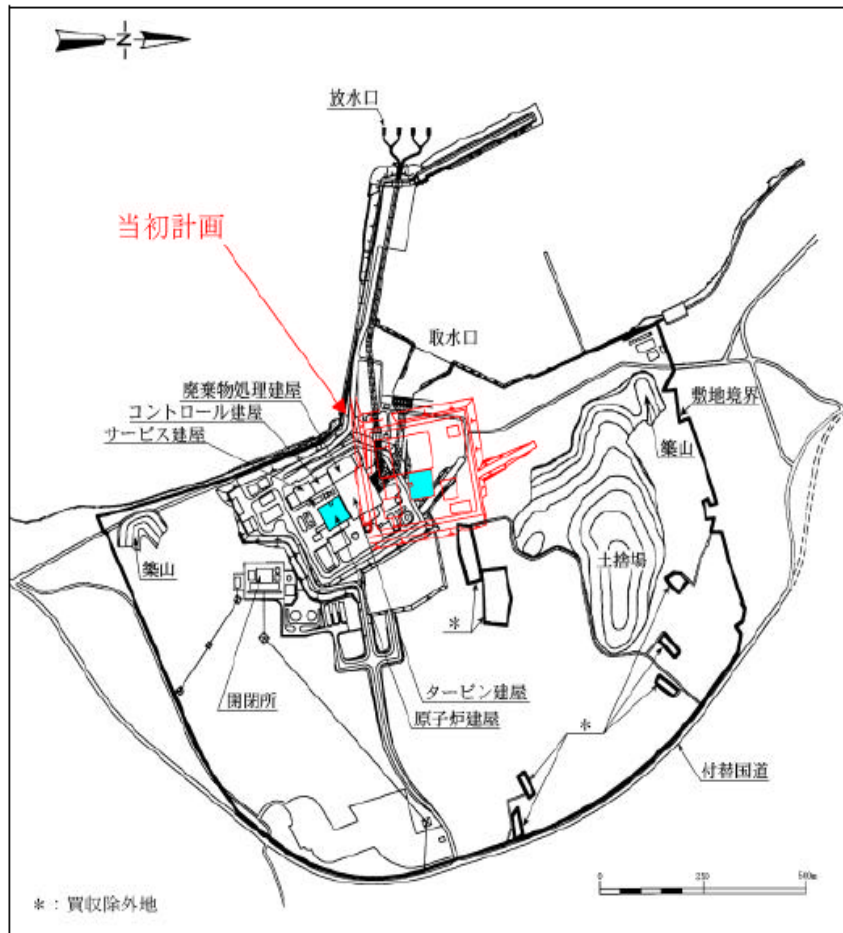 N
放水口
当初計画
取水口
廃棄物処理建屋
コントロール建屋
サービス建屋
敷地境界
築山
築山
土捨場
*
開閉所
タービン建屋
原子炉建屋
*
付替国道
0 250 500m
*：買収除外地